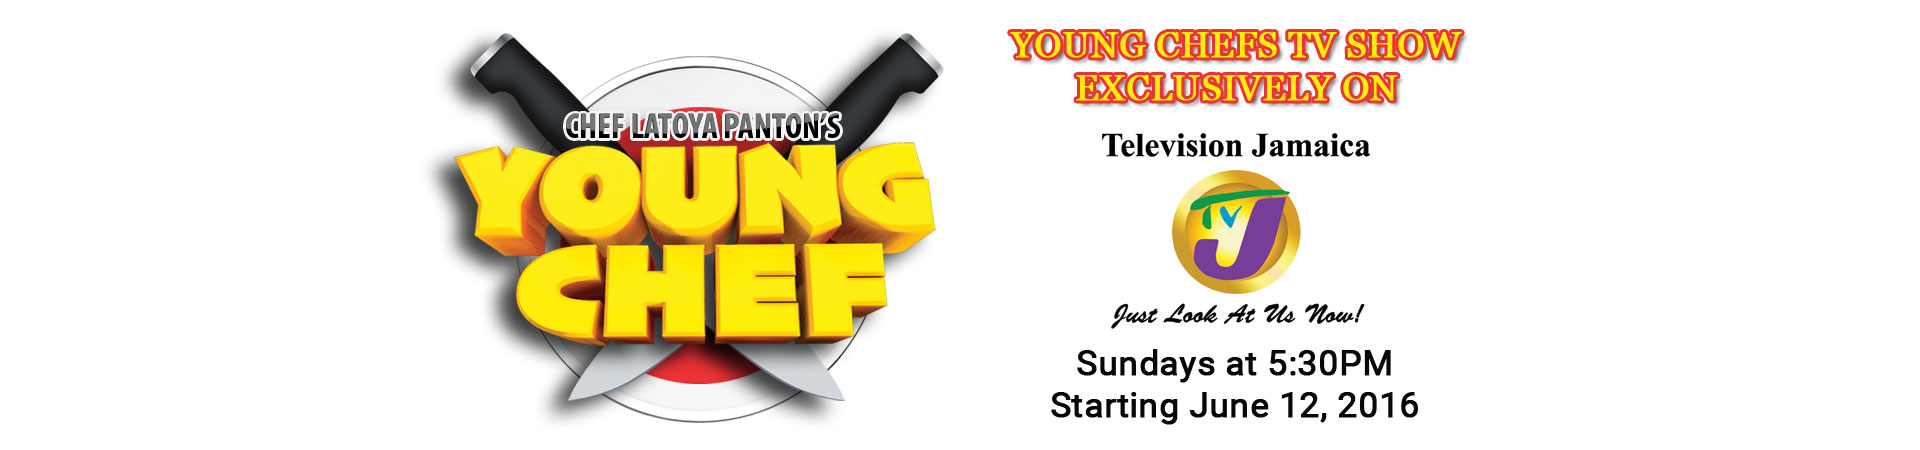 CHEF LATOYA PANTON'S
YOUNG
CHEF
YOUNG CHEFS TV SHOW
EXCLUSIVELY ON
Television Jamaica
TVJ
Just Look At Us Now!
Sundays at 5:30PM
Starting June 12, 2016